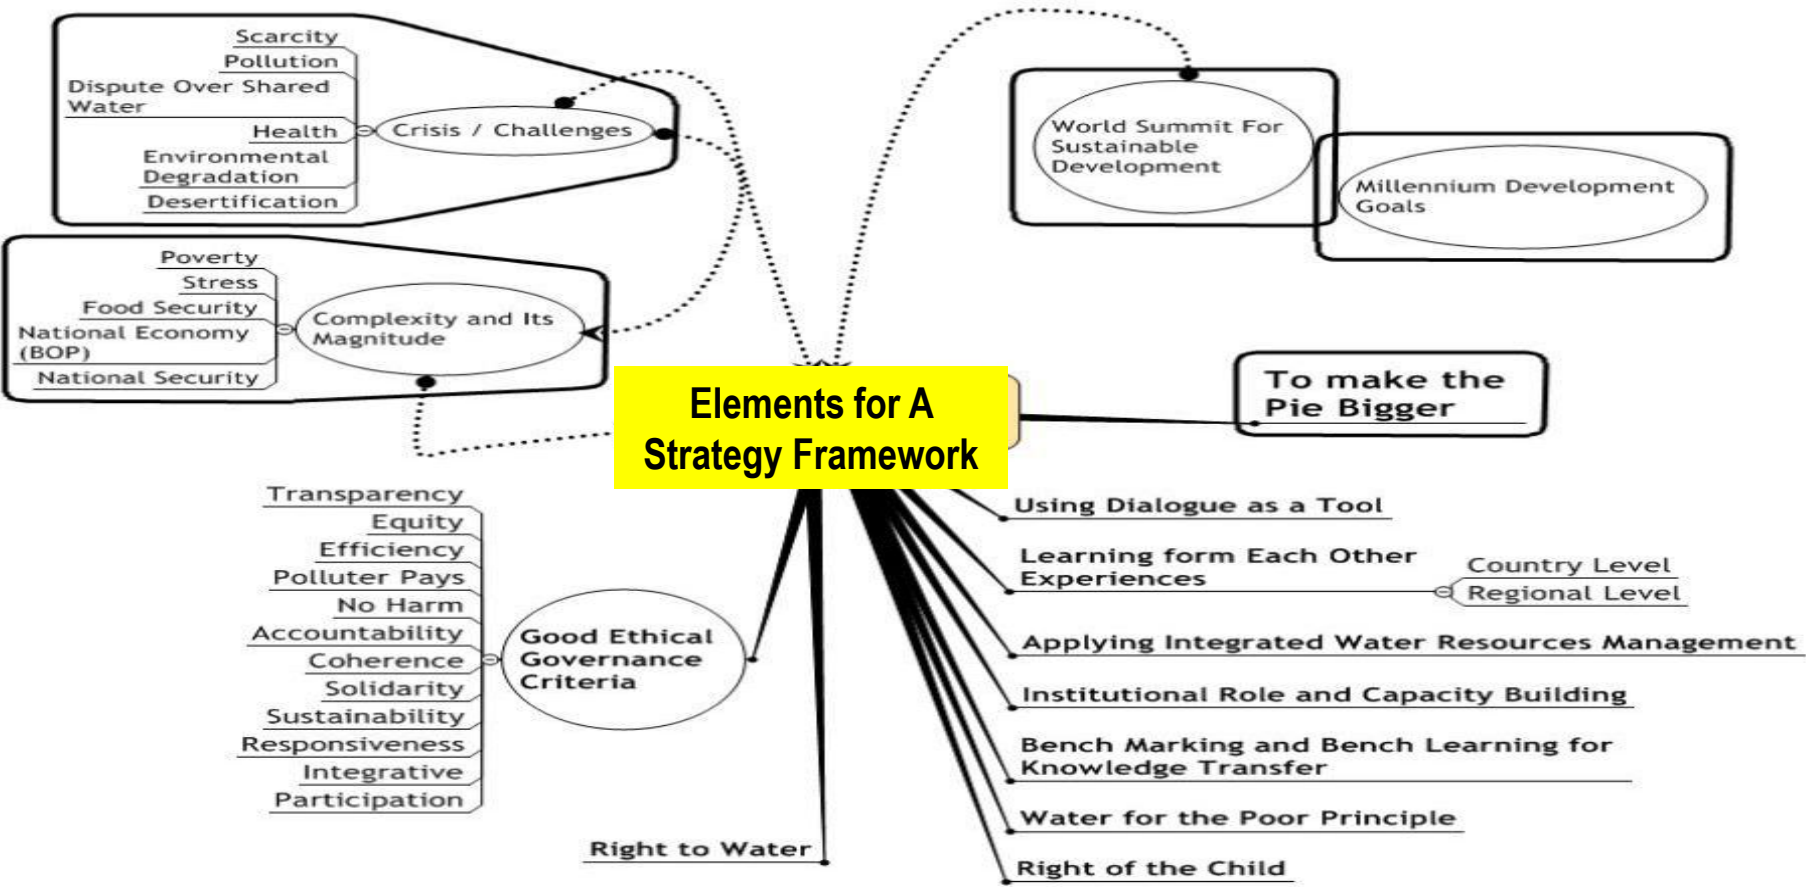 Scarcity
Pollution
Dispute Over Shared
Water
Health
Environmental
Degradation
Desertification
Crisis / Challenges
World Summit For
Sustainable
Development
Millennium Development
Goals
Poverty
Stress
Food Security
National Economy
(BOP)
National Security
Complexity and Its
Magnitude
Elements for A
Strategy Framework
To make the
Pie Bigger
Transparency
Equity
Efficiency
Polluter Pays
No Harm
Accountability
Coherence
Solidarity
Sustainability
Responsiveness
Integrative
Participation
Good Ethical
Governance
Criteria
Right to Water
Using Dialogue as a Tool
Learning form Each Other
Experiences
Country Level
Regional Level
Applying Integrated Water Resources Management
Institutional Role and Capacity Building
Bench Marking and Bench Learning for
Knowledge Transfer
Water for the Poor Principle
Right of the Child